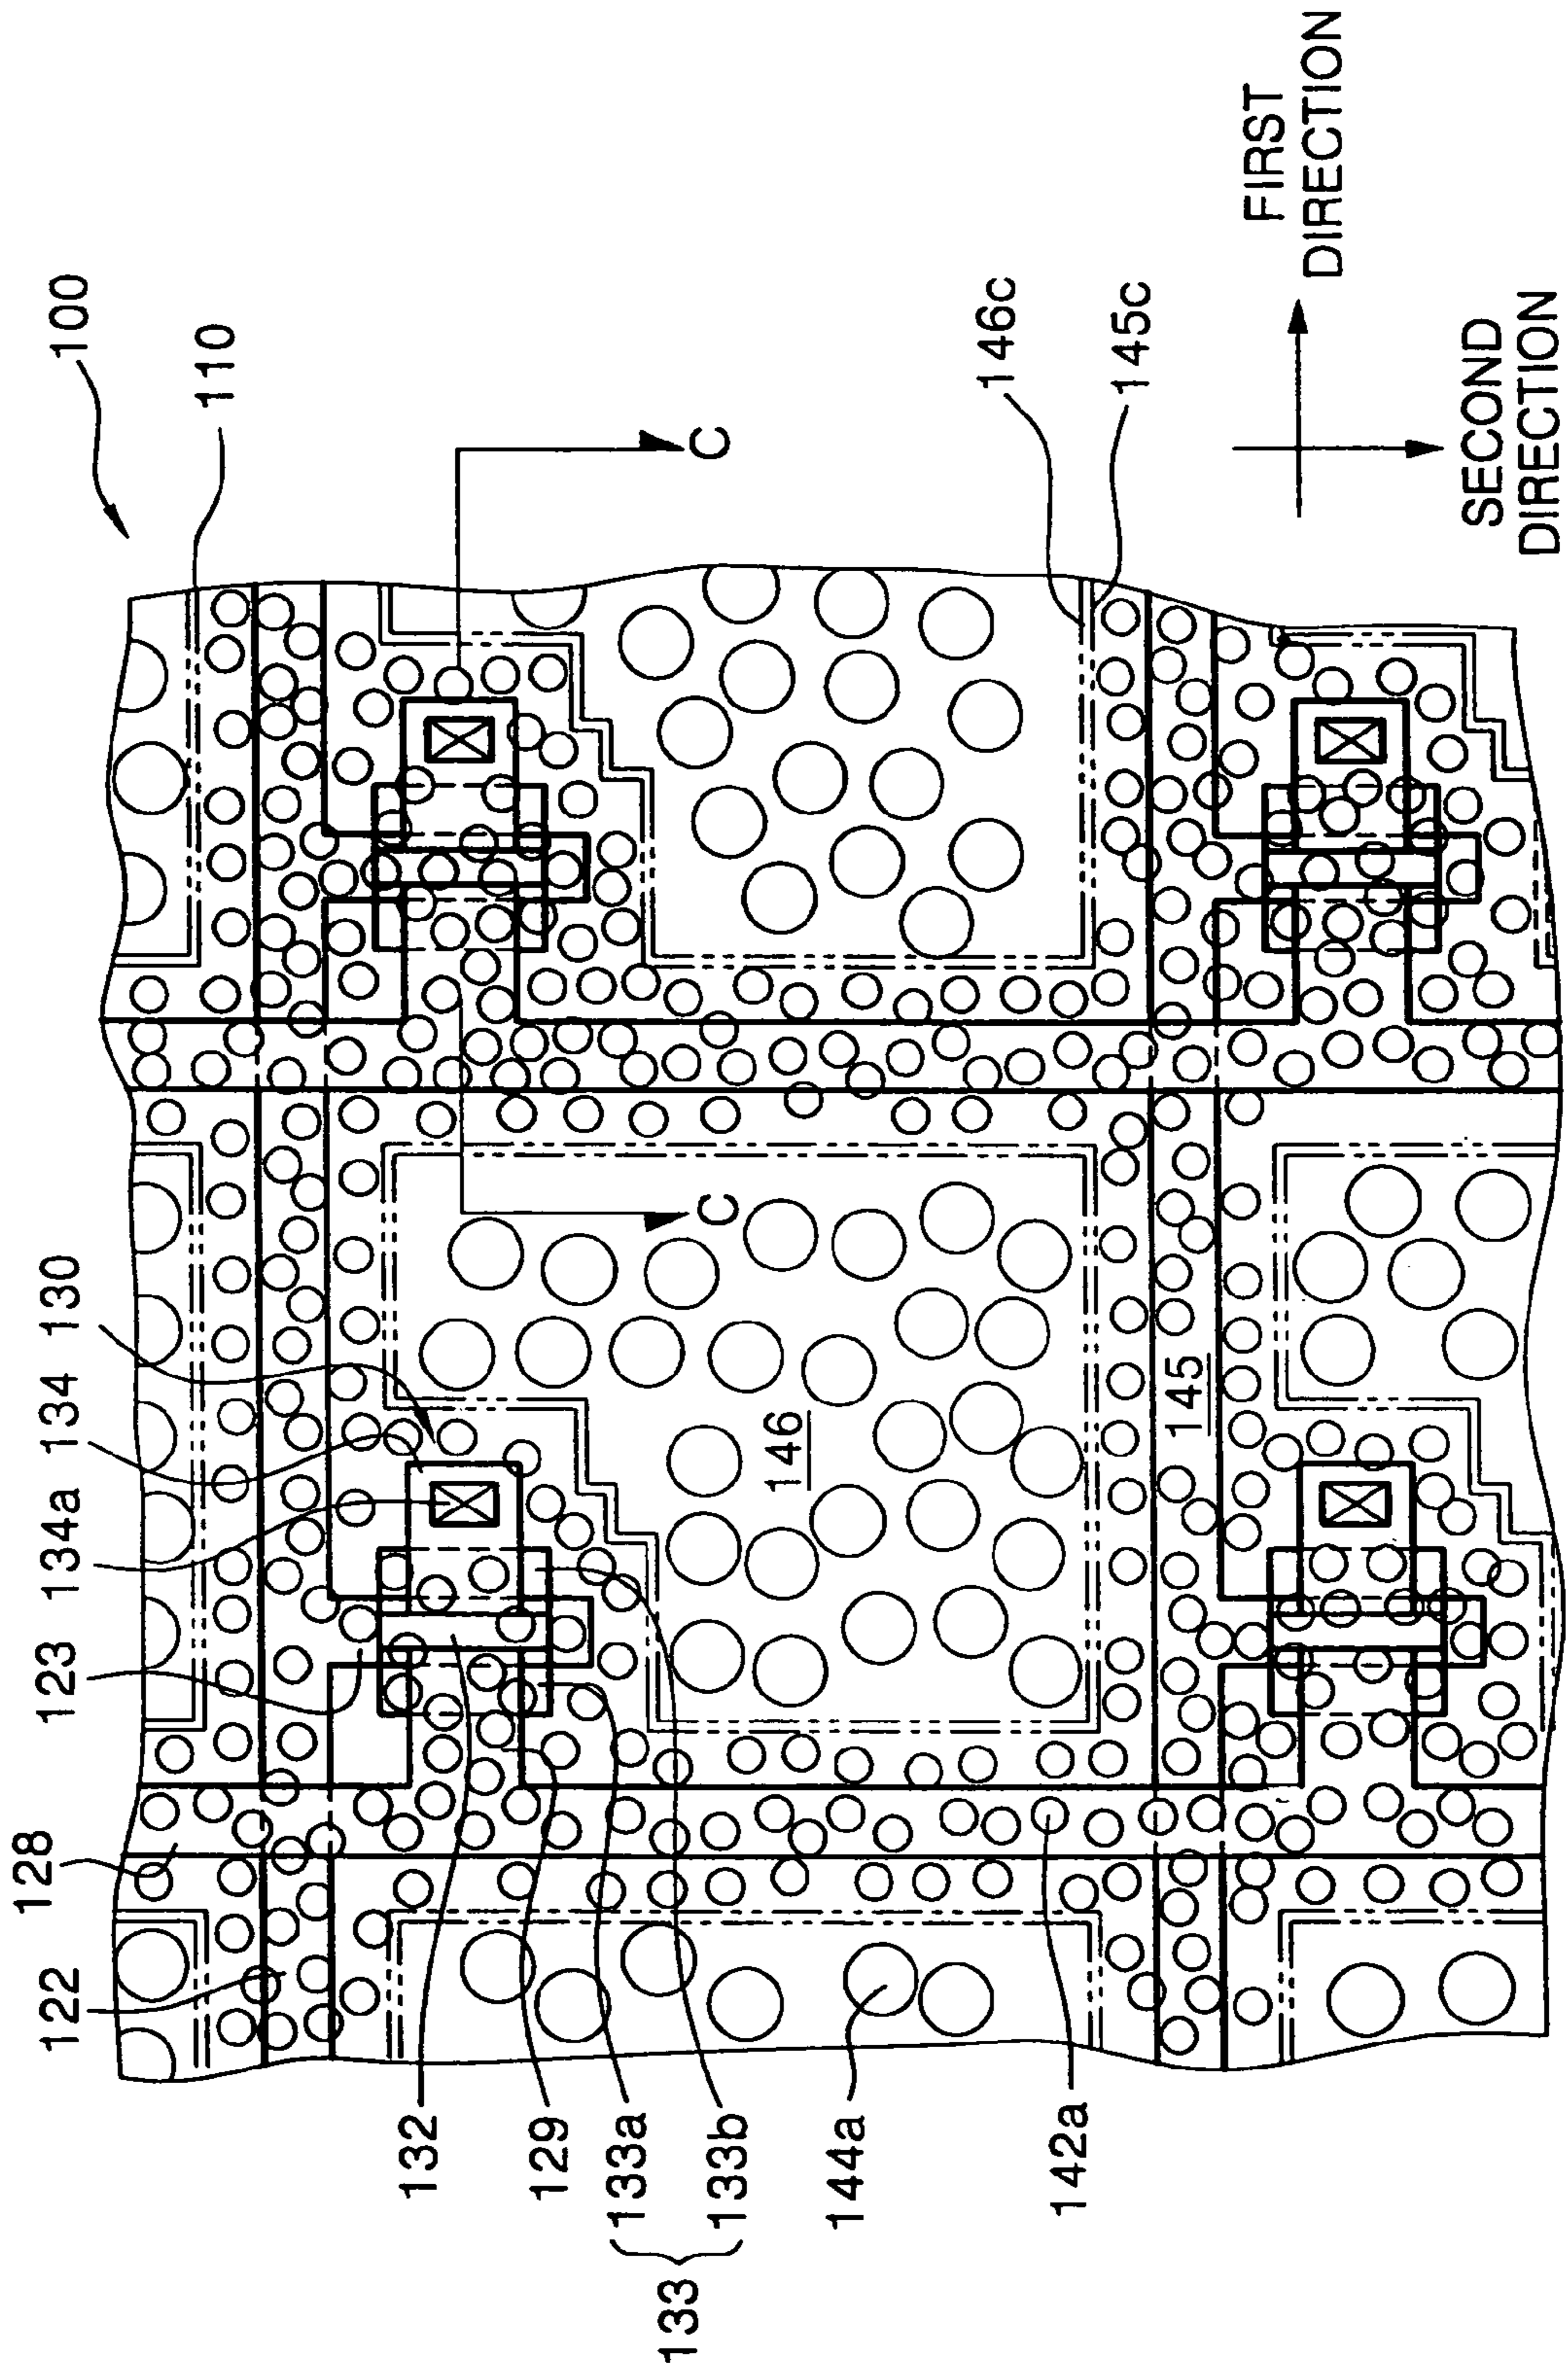 100
110
C
C
146c
145c
FIRST
DIRECTION
SECOND
DIRECTION
130
134
134a
123
128
122
146
145
132
129
133a
133b
133
144a
142a